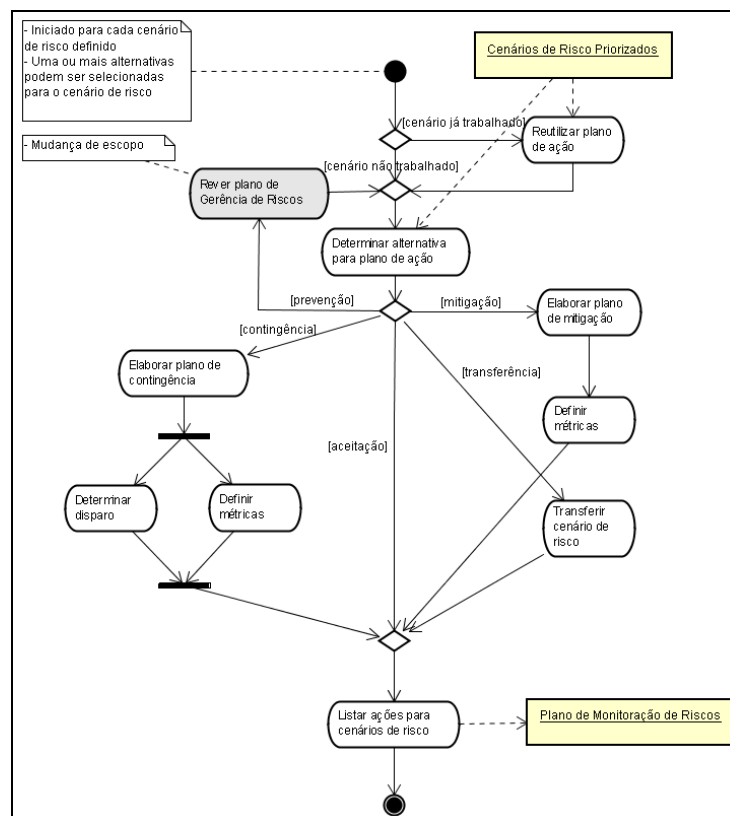 - Iniciado para cada cenário
de risco definido
- Uma ou mais alternativas
podem ser selecionadas
para o cenário de risco
Cenários de Risco Priorizados
[cenário já trabalhado]
Reutilizar plano
de ação
- Mudança de escopo
[cenário não trabalhado]
Rever plano de
Gerência de Riscos
Determinar alternativa
para plano de ação
[prevenção]
[mitigação]
Elaborar plano
de mitigação
[contingência]
Elaborar plano de
contingência
[transferência]
Definir
métricas
[aceitação]
Determinar
disparo
Definir
métricas
Transferir
cenário de
risco
Listar ações para
cenários de risco
Plano de Monitoração de Riscos